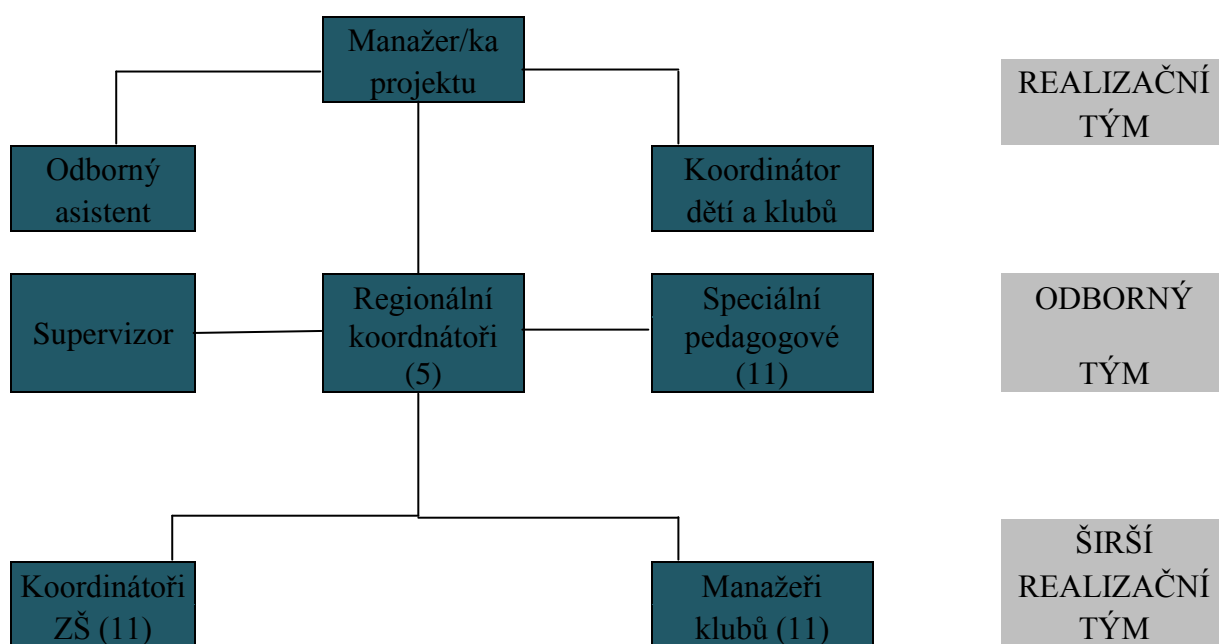 Manažer/ka
projektu
REALIZAČNÍ
TÝM
Odborný
asistent
Koordinátor
dětí a klubů
Supervizor
Regionální
koordnátoři
(5)
Speciální
pedagogové
(11)
ODBORNÝ
TÝM
Koordinátoři
ZŠ (11)
Manažeři
klubů (11)
ŠIRŠÍ
REALIZAČNÍ
TÝM